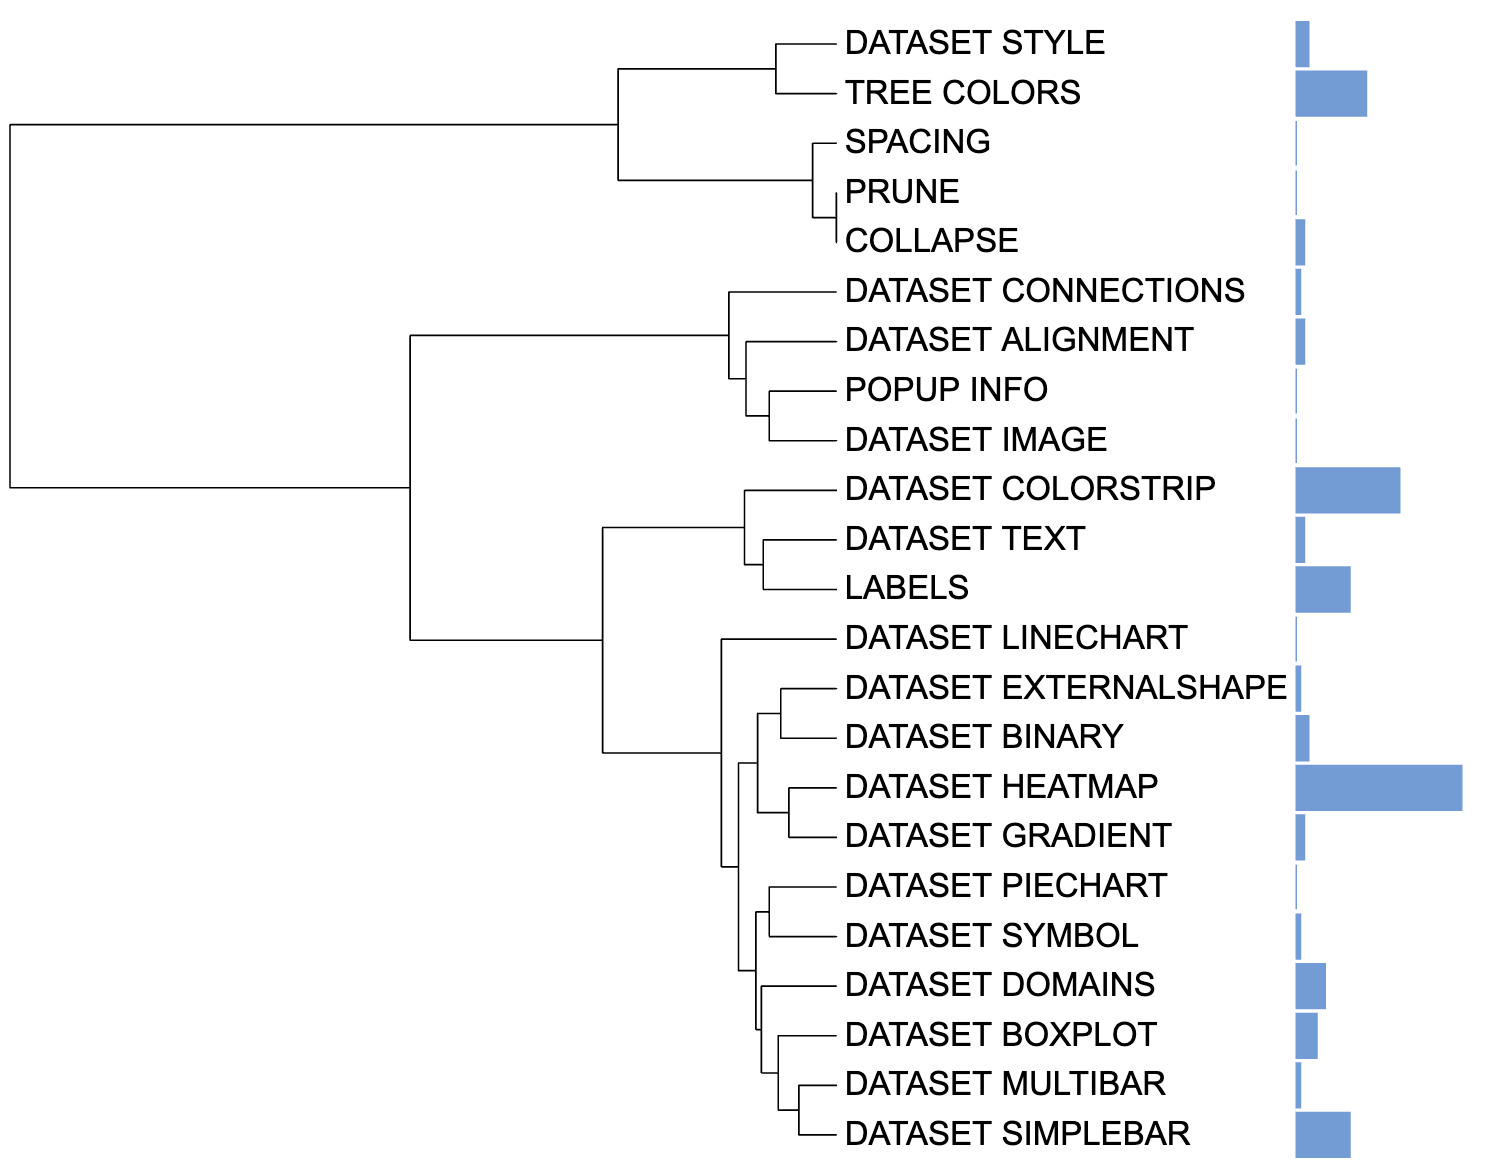 DATASET STYLE
TREE COLORS
SPACING
PRUNE
COLLAPSE
DATASET CONNECTIONS
DATASET ALIGNMENT
POPUP INFO
DATASET IMAGE
DATASET COLORSTRIP
DATASET TEXT
LABELS
DATASET LINECHART
DATASET EXTERNALSHAPE
DATASET BINARY
DATASET HEATMAP
DATASET GRADIENT
DATASET PIECHART
DATASET SYMBOL
DATASET DOMAINS
DATASET BOXPLOT
DATASET MULTIBAR
DATASET SIMPLEBAR